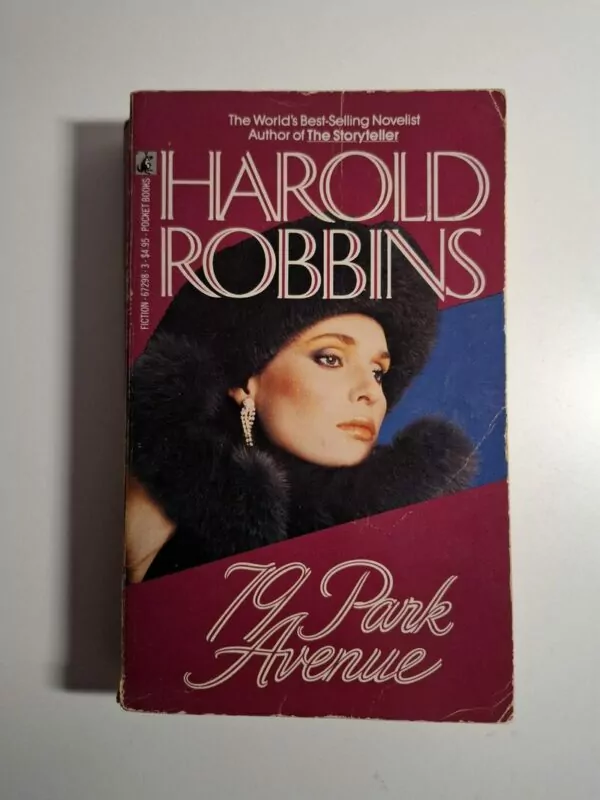 The World's Best-Selling Novelist
Author of The Storyteller
HAROLD
ROBBINS
FICTION · 67298 · 3 · $4.95 · POCKET BOOKS
79 Park
Avenue